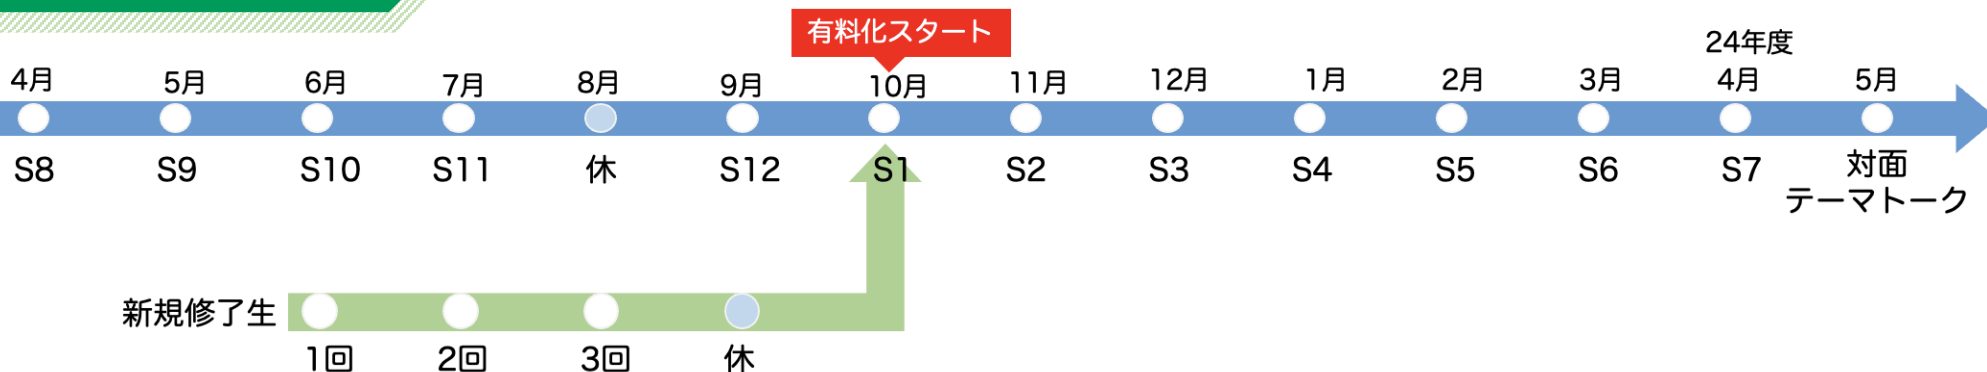 有料化スタート
24年度
4月 5月 6月 7月 8月 9月 10月 11月 12月 1月 2月 3月 4月 5月
S8 S9 S10 S11 休 S12 S1 S2 S3 S4 S5 S6 S7 対面
テーマトーク
新規修了生
1回 2回 3回 休